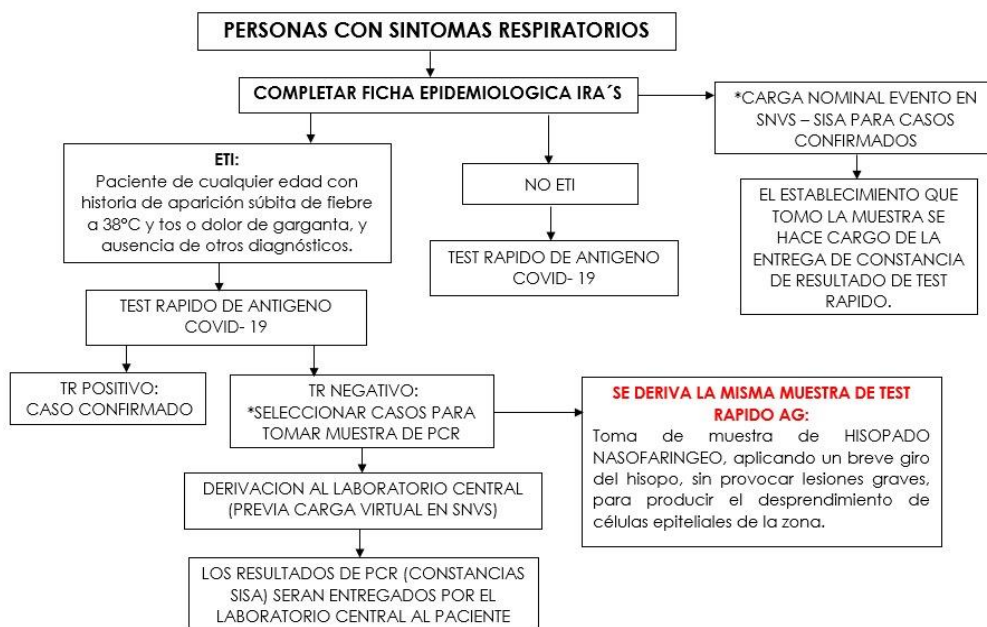 PERSONAS CON SINTOMAS RESPIRATORIOS
COMPLETAR FICHA EPIDEMIOLOGICA IRA´S
*CARGA NOMINAL EVENTO EN
SNVS – SISA PARA CASOS
CONFIRMADOS
EL ESTABLECIMIENTO QUE
TOMO LA MUESTRA SE
HACE CARGO DE LA
ENTREGA DE CONSTANCIA
DE RESULTADO DE TEST
RAPIDO.
ETI:
Paciente de cualquier edad con
historia de aparición súbita de fiebre
a 38°C y tos o dolor de garganta, y
ausencia de otros diagnósticos.
NO ETI
TEST RAPIDO DE ANTIGENO
COVID- 19
TEST RAPIDO DE ANTIGENO
COVID- 19
TR POSITIVO:
CASO CONFIRMADO
TR NEGATIVO:
*SELECCIONAR CASOS PARA
TOMAR MUESTRA DE PCR
SE DERIVA LA MISMA MUESTRA DE TEST
RAPIDO AG:
Toma de muestra de HISOPADO
NASOFARINGEO, aplicando un breve giro
del hisopo, sin provocar lesiones graves,
para producir el desprendimiento de
células epiteliales de la zona.
DERIVACION AL LABORATORIO CENTRAL
(PREVIA CARGA VIRTUAL EN SNVS)
LOS RESULTADOS DE PCR (CONSTANCIAS
SISA) SERAN ENTREGADOS POR EL
LABORATORIO CENTRAL AL PACIENTE